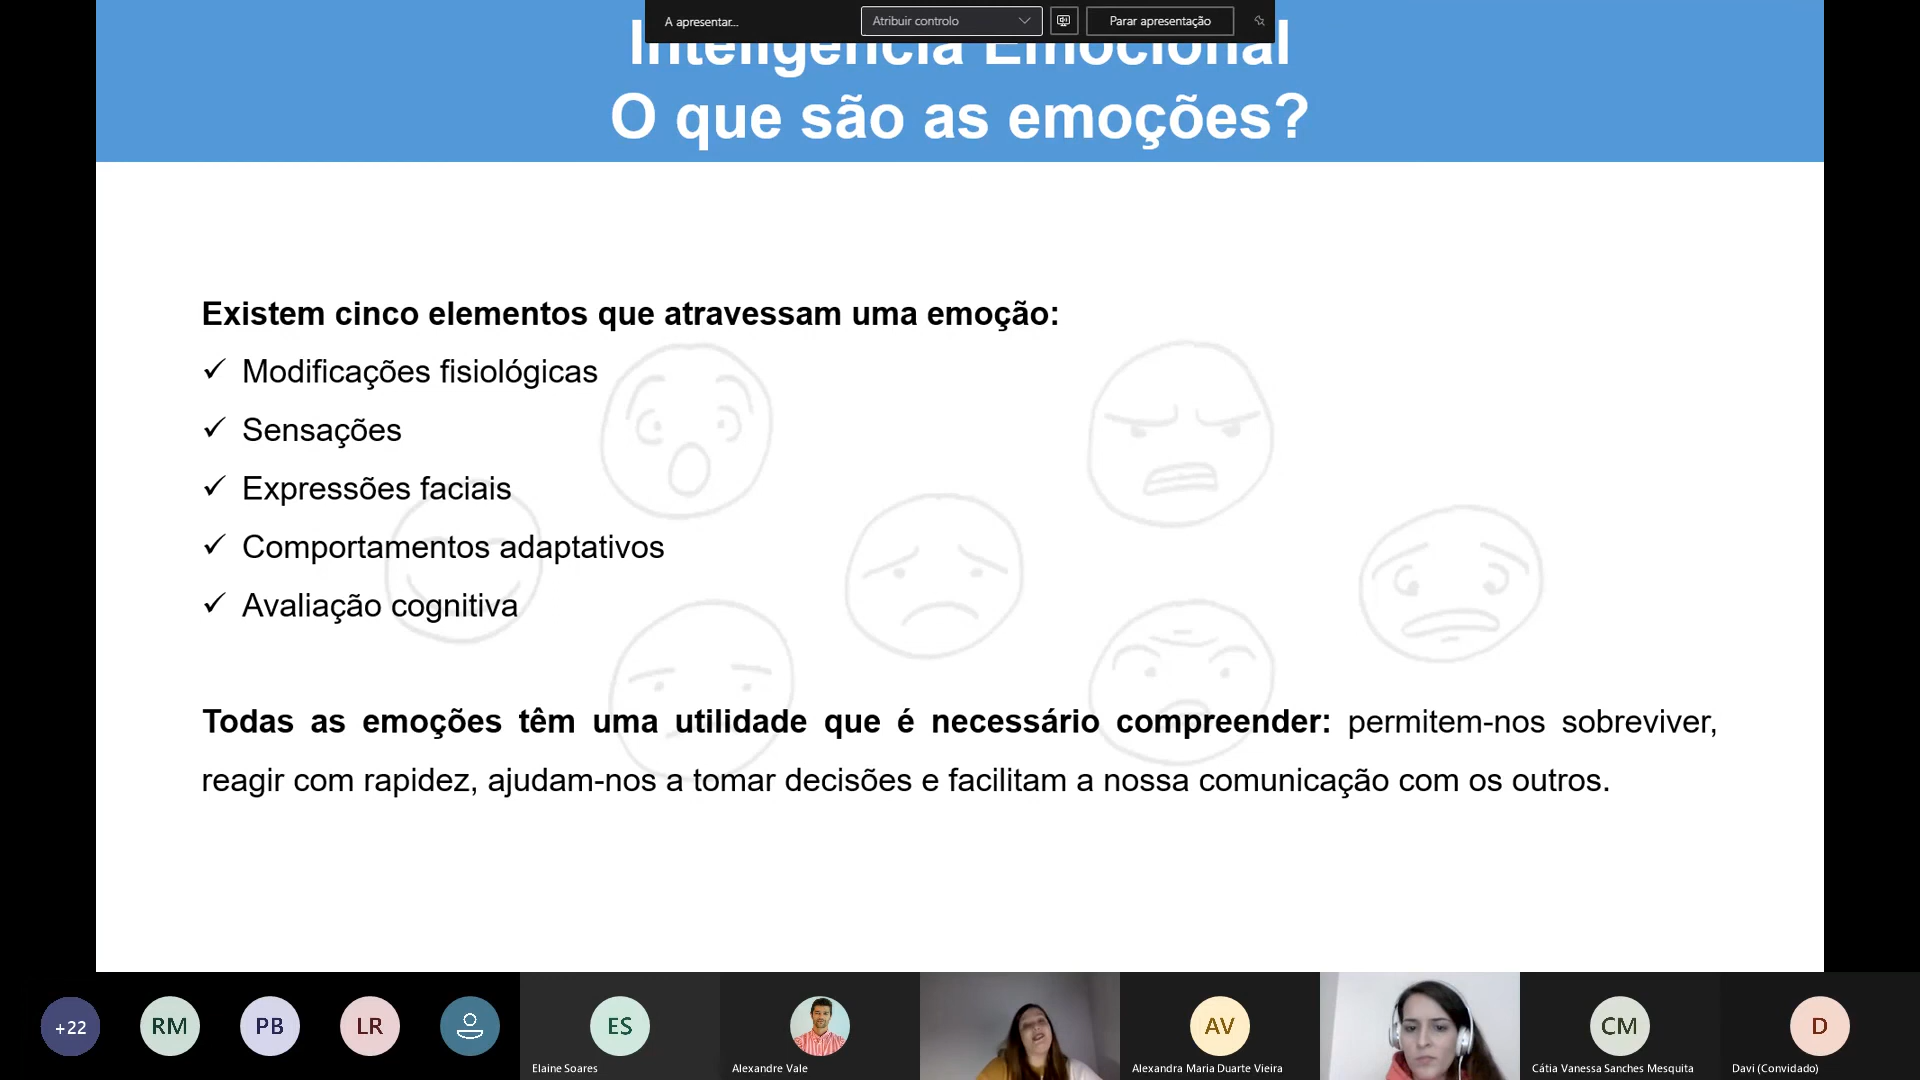 A apresentar...
Atribuir controlo
Parar apresentação
Inteligência Emocional
O que são as emoções?
Existem cinco elementos que atravessam uma emoção:
✓ Modificações fisiológicas
✓ Sensações
✓ Expressões faciais
✓ Comportamentos adaptativos
✓ Avaliação cognitiva
Todas as emoções têm uma utilidade que é necessário compreender: permitem-nos sobreviver,
reagir com rapidez, ajudam-nos a tomar decisões e facilitam a nossa comunicação com os outros.
+22
RM
PB
LR
ES
Elaine Soares
Alexandre Vale
AV
Alexandra Maria Duarte Vieira
CM
Cátia Vanessa Sanches Mesquita
D
Davi (Convidado)